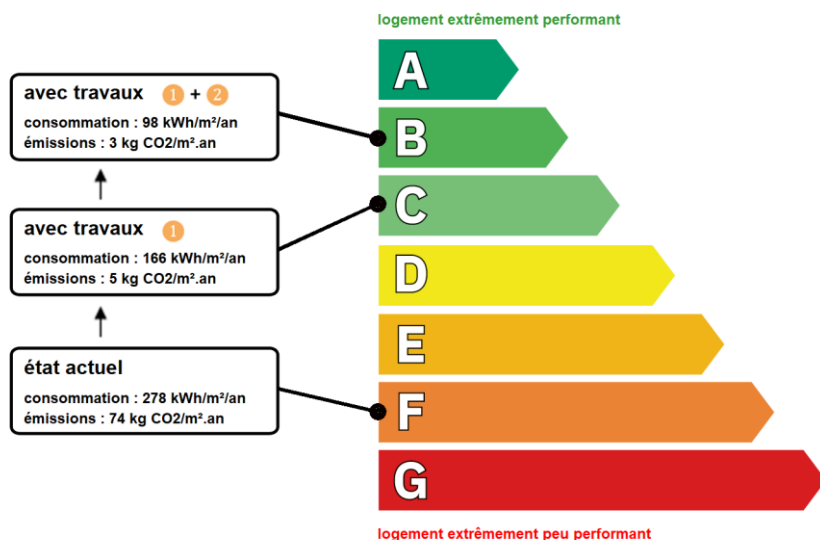 logement extrêmement performant
A
avec travaux 1 + 2
consommation : 98 kWh/m²/an
émissions : 3 kg CO2/m².an
B
avec travaux 1
consommation : 166 kWh/m²/an
émissions : 5 kg CO2/m².an
C
D
E
état actuel
consommation : 278 kWh/m²/an
émissions : 74 kg CO2/m².an
F
G
logement extrêmement peu performant